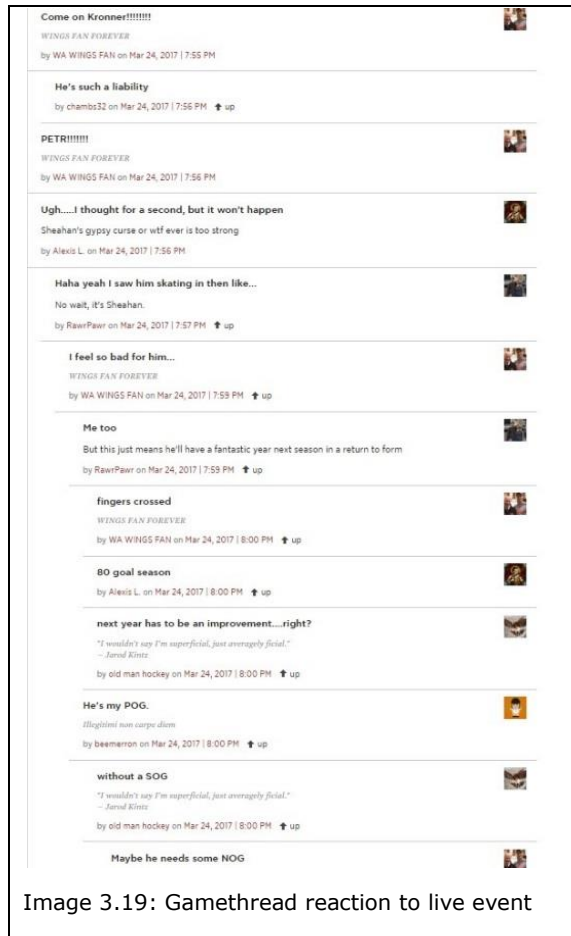 Come on Kronner!!!!!!!!
WINGS FAN FOREVER
by WA WINGS FAN on Mar 24, 2017 | 7:55 PM
He's such a liability
by chambs32 on Mar 24, 2017 | 7:56 PM ⬆ up
PETR!!!!!!!
WINGS FAN FOREVER
by WA WINGS FAN on Mar 24, 2017 | 7:56 PM
Ugh.....I thought for a second, but it won't happen
Sheahan's gypsy curse or wtf ever is too strong
by Alexis L. on Mar 24, 2017 | 7:56 PM
Haha yeah I saw him skating in then like...
No wait, it's Sheahan.
by RawrPawr on Mar 24, 2017 | 7:57 PM ⬆ up
I feel so bad for him...
WINGS FAN FOREVER
by WA WINGS FAN on Mar 24, 2017 | 7:59 PM ⬆ up
Me too
But this just means he'll have a fantastic year next season in a return to form
by RawrPawr on Mar 24, 2017 | 7:59 PM ⬆ up
fingers crossed
WINGS FAN FOREVER
by WA WINGS FAN on Mar 24, 2017 | 8:00 PM ⬆ up
80 goal season
by Alexis L. on Mar 24, 2017 | 8:00 PM ⬆ up
next year has to be an improvement....right?
"I wouldn't say I'm superficial, just averagely ficial."
– Jarod Kintz
by old man hockey on Mar 24, 2017 | 8:00 PM ⬆ up
He's my POG.
Illegitimi non carpe diem
by beemerron on Mar 24, 2017 | 8:00 PM ⬆ up
without a SOG
"I wouldn't say I'm superficial, just averagely ficial."
– Jarod Kintz
by old man hockey on Mar 24, 2017 | 8:00 PM ⬆ up
Maybe he needs some NOG
Image 3.19: Gamethread reaction to live event